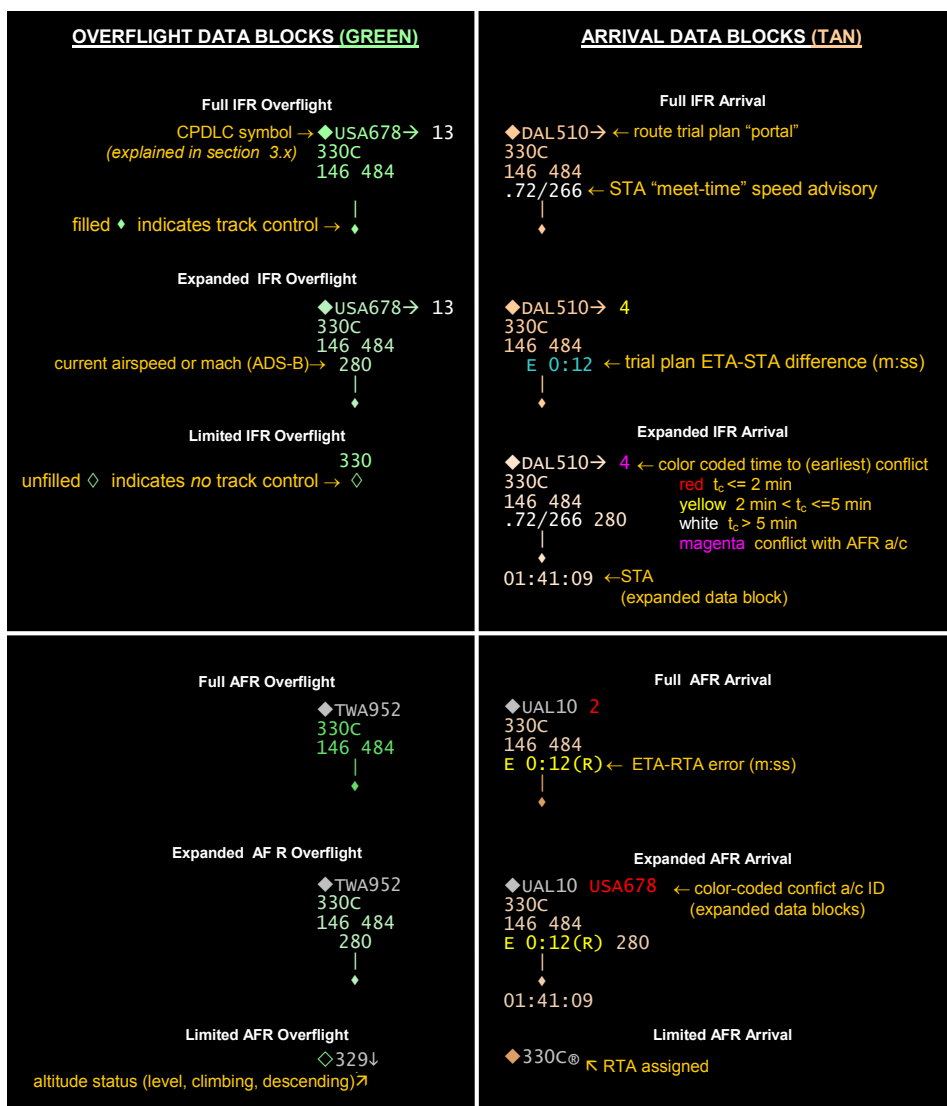 OVERFLIGHT DATA BLOCKS (GREEN)
Full IFR Overflight
CPDLC symbol → ◆USA678→ 13
(explained in section 3.x) 330C
146 484
filled ♦ indicates track control → ♦
Expanded IFR Overflight
◆USA678→ 13
330C
146 484
current airspeed or mach (ADS-B)→ 280
Limited IFR Overflight
330
unfilled ◊ indicates no track control → ◊
ARRIVAL DATA BLOCKS (TAN)
Full IFR Arrival
◆DAL510→ ← route trial plan “portal”
330C
146 484
.72/266 ← STA “meet-time” speed advisory
◆DAL510→ 4
330C
146 484
E 0:12 ← trial plan ETA-STA difference (m:ss)
Expanded IFR Arrival
◆DAL510→ 4 ← color coded time to (earliest) conflict
330C red tc <= 2 min
146 484 yellow 2 min < tc <=5 min
.72/266 280 white tc > 5 min
magenta conflict with AFR a/c
01:41:09 ←STA
(expanded data block)
Full AFR Overflight
◆TWA952
330C
146 484
Expanded AF R Overflight
◆TWA952
330C
146 484
280
Limited AFR Overflight
◇329↓
altitude status (level, climbing, descending)↗
Full AFR Arrival
◆UAL10 2
330C
146 484
E 0:12(R) ← ETA-RTA error (m:ss)
Expanded AFR Arrival
◆UAL10 USA678 ← color-coded confict a/c ID
330C (expanded data blocks)
146 484
E 0:12(R) 280
01:41:09
Limited AFR Arrival
◆330C® ↖ RTA assigned